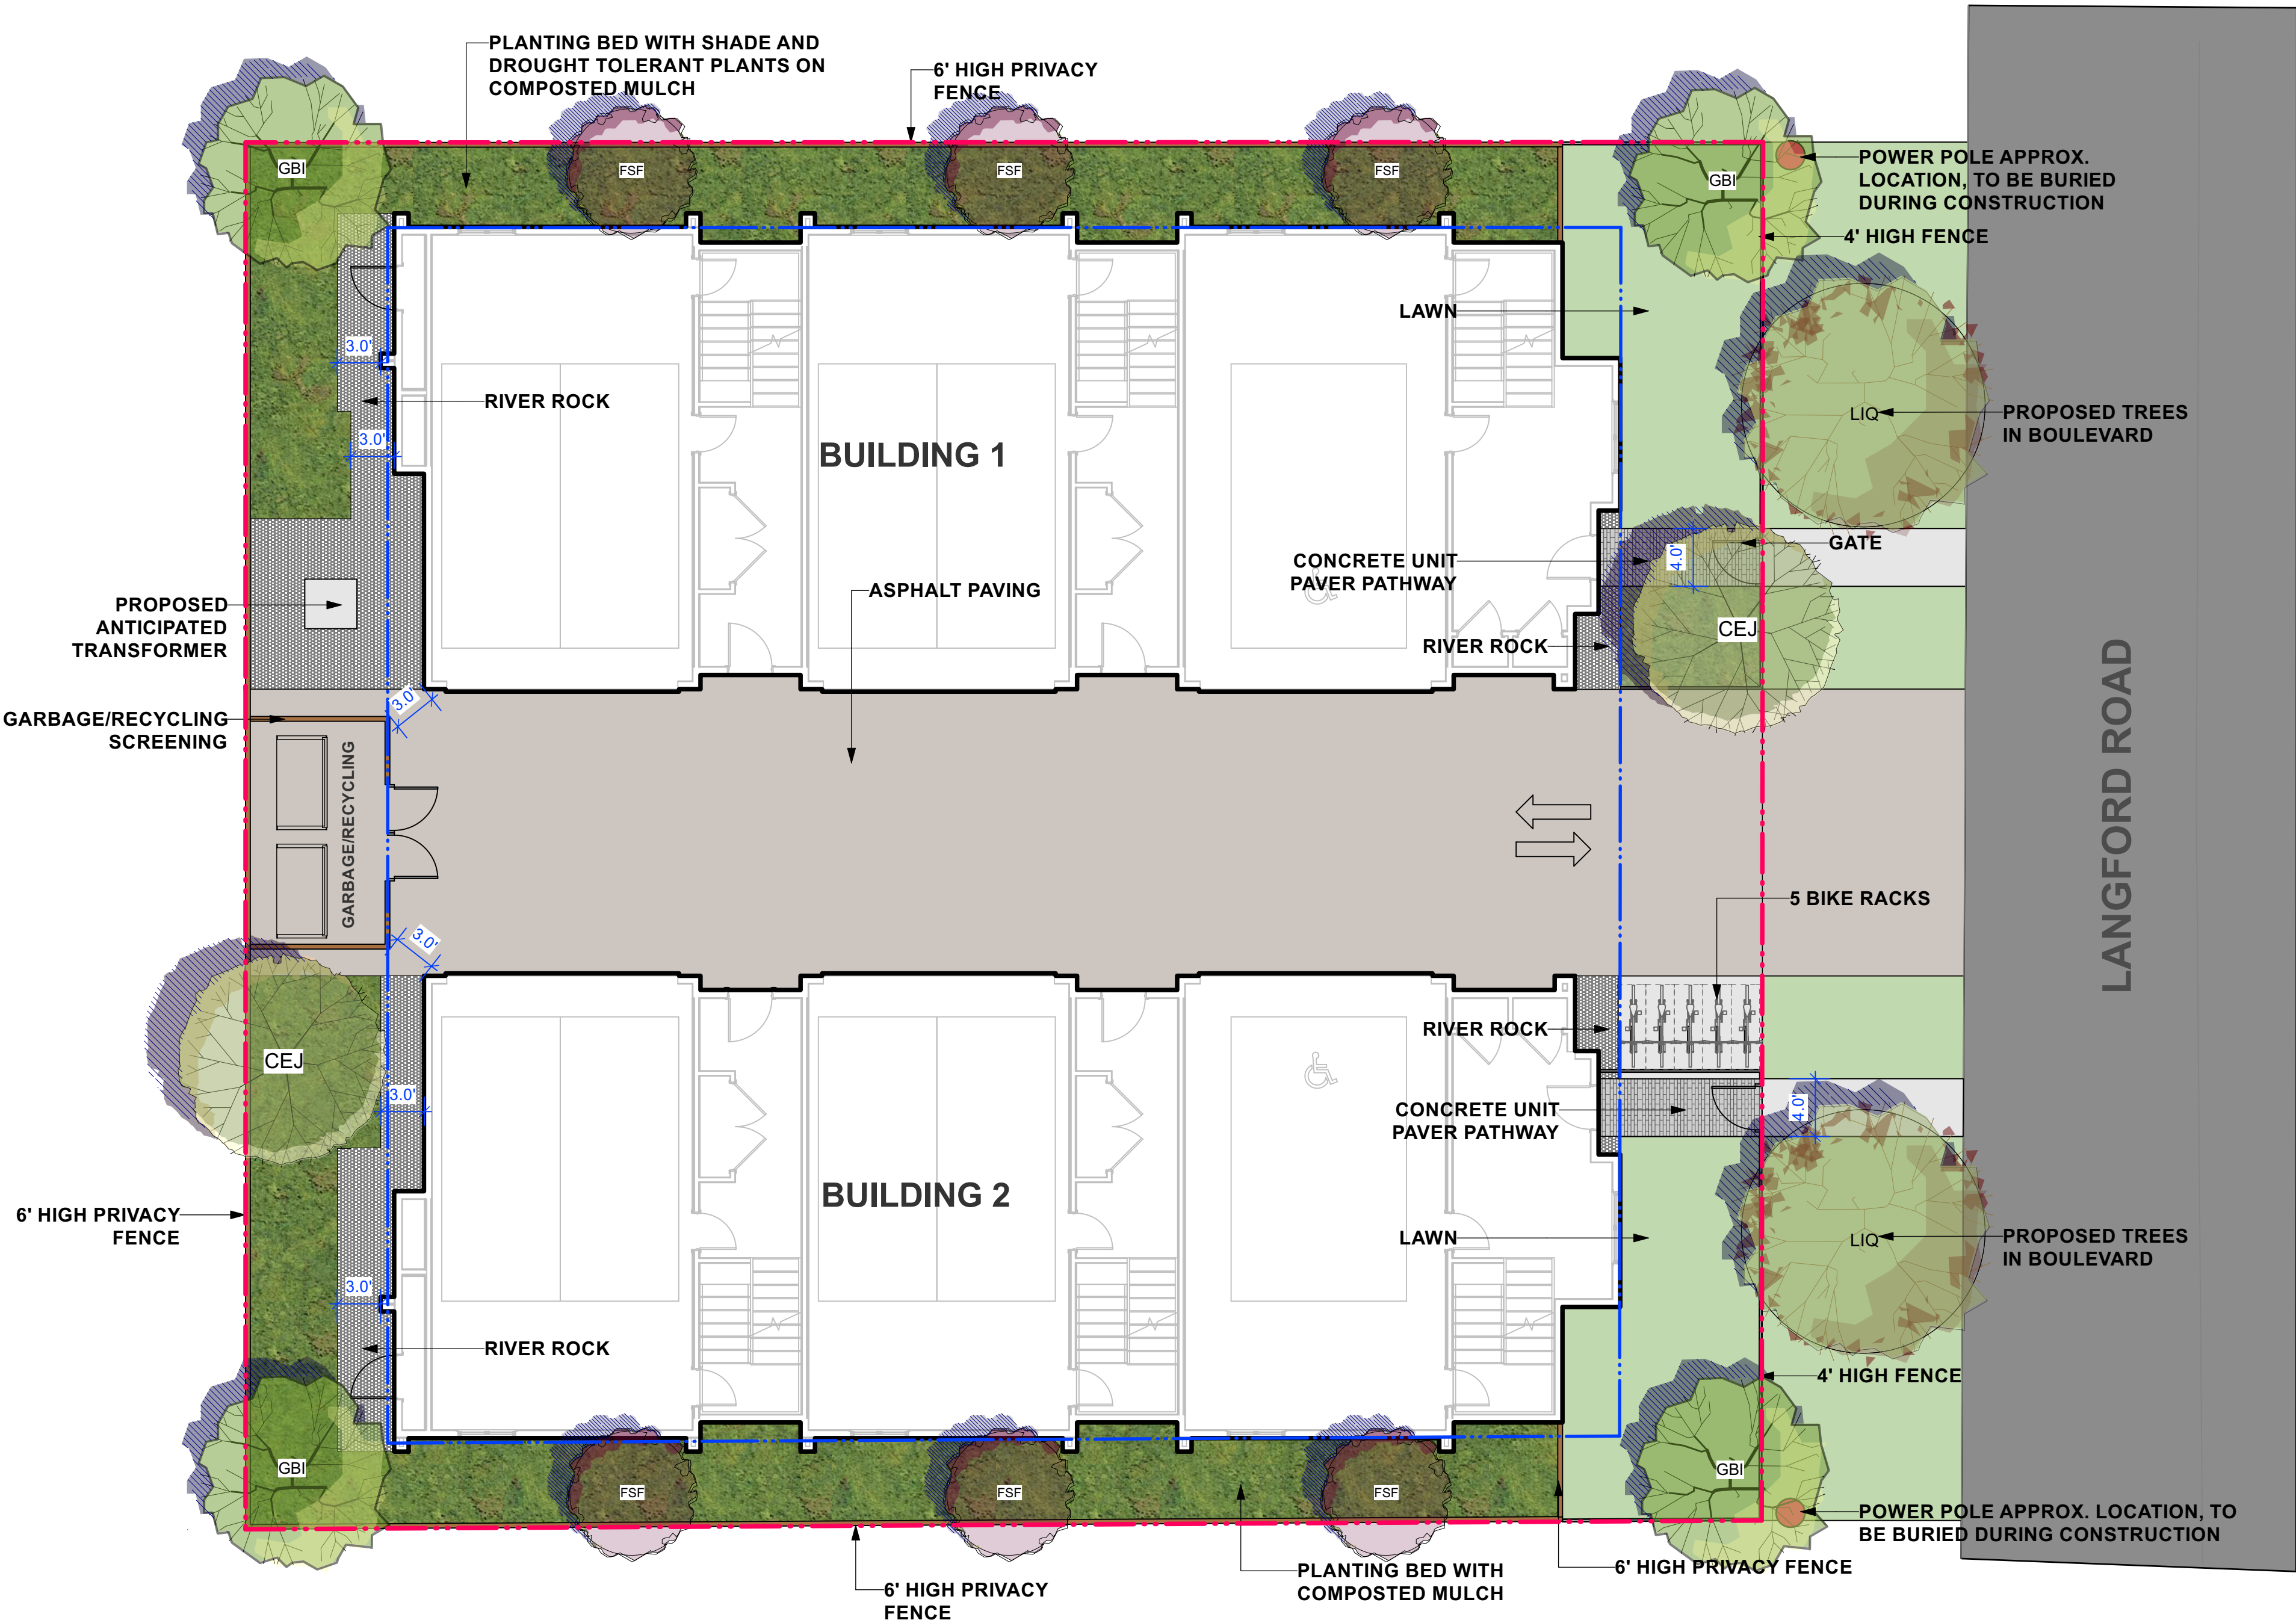 PLANTING BED WITH SHADE AND
DROUGHT TOLERANT PLANTS ON
COMPOSTED MULCH
6' HIGH PRIVACY
FENCE
GBI
FSF
FSF
FSF
GBI
POWER POLE APPROX.
LOCATION, TO BE BURIED
DURING CONSTRUCTION
4' HIGH FENCE
LAWN
3.0'
RIVER ROCK
3.0'
BUILDING 1
LIQ
PROPOSED TREES
IN BOULEVARD
GATE
CONCRETE UNIT
PAVER PATHWAY
4.0'
ASPHALT PAVING
PROPOSED
ANTICIPATED
TRANSFORMER
CEJ
RIVER ROCK
3.0'
GARBAGE/RECYCLING
SCREENING
GARBAGE/RECYCLING
LANGFORD ROAD
5 BIKE RACKS
3.0'
RIVER ROCK
CEJ
3.0'
CONCRETE UNIT
PAVER PATHWAY
4.0'
BUILDING 2
6' HIGH PRIVACY
FENCE
LAWN
LIQ
PROPOSED TREES
IN BOULEVARD
3.0'
RIVER ROCK
4' HIGH FENCE
GBI
FSF
FSF
FSF
GBI
POWER POLE APPROX. LOCATION, TO
BE BURIED DURING CONSTRUCTION
6' HIGH PRIVACY
FENCE
PLANTING BED WITH
COMPOSTED MULCH
6' HIGH PRIVACY FENCE